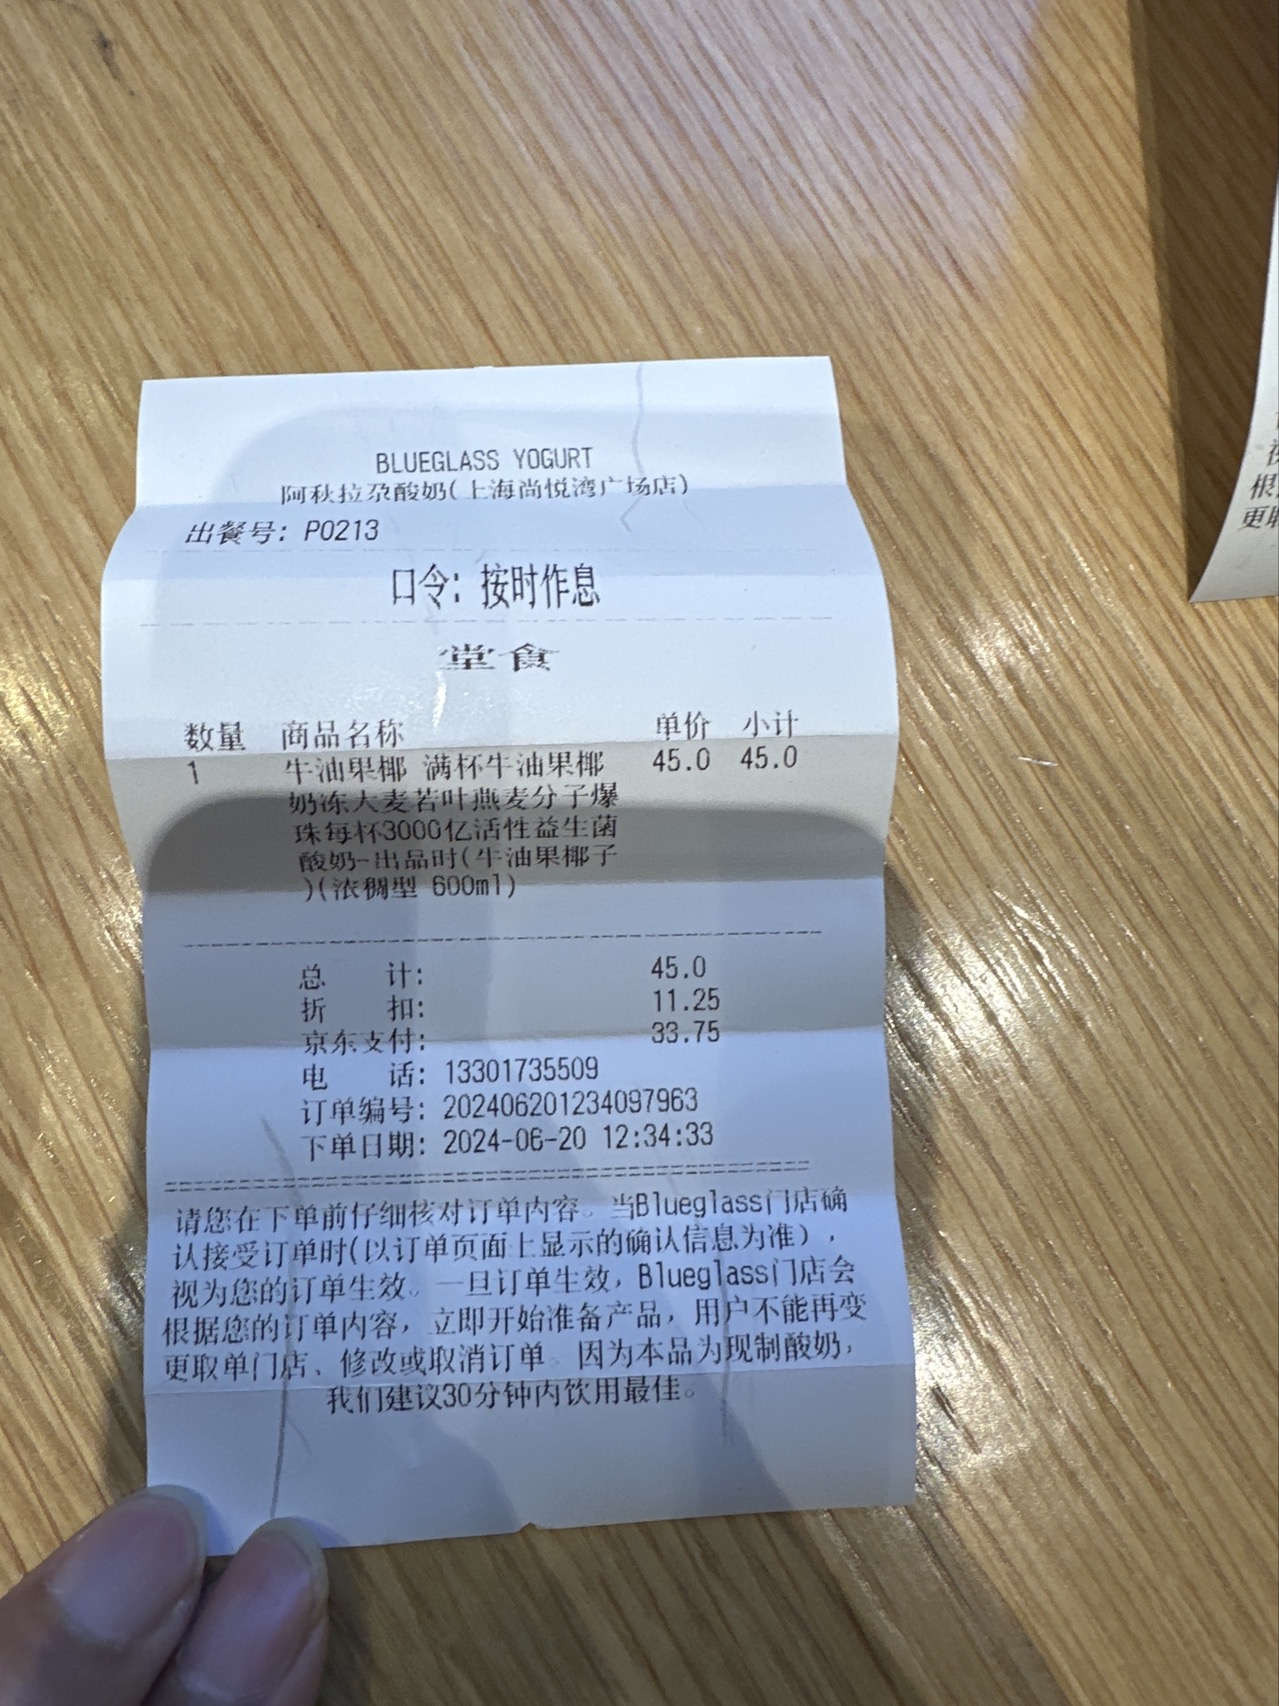 BLUEGLASS YOGURT
阿秋拉尕酸奶(上海尚悦湾广场店)
出餐号: P0213
口令: 按时作息
堂食
数量 商品名称 单价 小计
1 牛油果椰 满杯牛油果椰 45.0 45.0
奶冻大麦若叶燕麦分子爆
珠每杯3000亿活性益生菌
酸奶-出品时(牛油果椰子
)(浓稠型 600ml)
总 计: 45.0
折 扣: 11.25
京东支付: 33.75
电 话: 13301735509
订单编号: 202406201234097963
下单日期: 2024-06-20 12:34:33
请您在下单前仔细核对订单内容。当Blueglass门店确
认接受订单时(以订单页面上显示的确认信息为准),
视为您的订单生效。一旦订单生效, Blueglass门店会
根据您的订单内容, 立即开始准备产品, 用户不能再变
更取单门店、修改或取消订单。因为本品为现制酸奶,
我们建议30分钟内饮用最佳。
视
根
更取